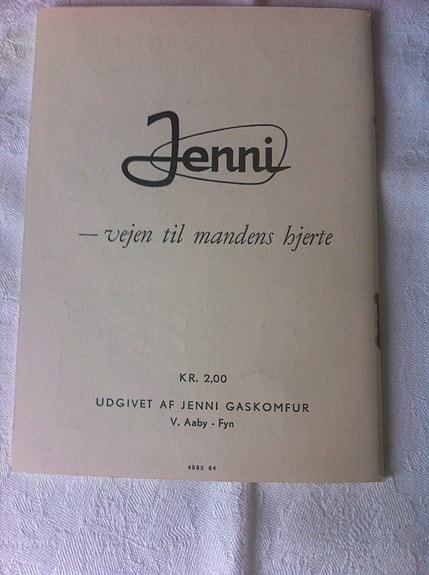 Jenni
— vejen til mandens hjerte
KR. 2,00
UDGIVET AF JENNI GASKOMFUR
V. Aaby - Fyn
4883 64